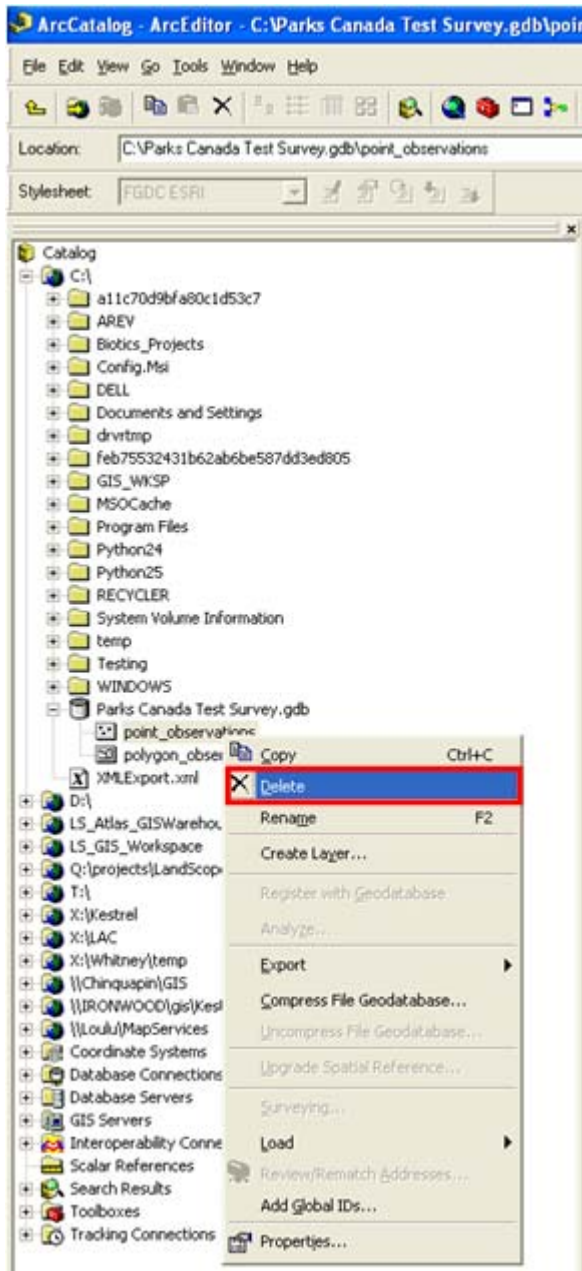 ArcCatalog - ArcEditor - C:\Parks Canada Test Survey.gdb\poin
File Edit View Go Tools Window Help
Location: C:\Parks Canada Test Survey.gdb\point_observations
Stylesheet: FGDC ESRI
Catalog
C:\
a11c70d9bfa80c1d53c7
AREV
Biotics_Projects
Config.Msi
DELL
Documents and Settings
drvrtmp
feb75532431b62ab6be587dd3ed805
GIS_WKSP
MSOCache
Program Files
Python24
Python25
RECYCLER
System Volume Information
temp
Testing
WINDOWS
Parks Canada Test Survey.gdb
point_observations
polygon_obser
XMLExport.xml
D:\
LS_Atlas_GISWarehou
LS_GIS_Workspace
Q:\projects\LandScop
T:\
X:\Kestrel
X:\LAC
X:\Whitney\temp
\\Chinquapin\GIS
\\IRONWOOD\gis\Kes
\\Loulu\MapServices
Coordinate Systems
Database Connections
Database Servers
GIS Servers
Interoperability Conne
Scalar References
Search Results
Toolboxes
Tracking Connections
Copy Ctrl+C
Delete
Rename F2
Create Layer...
Register with Geodatabase
Analyze...
Export
Compress File Geodatabase...
Uncompress File Geodatabase...
Upgrade Spatial Reference...
Surveying...
Load
Review/Rematch Addresses...
Add Global IDs...
Properties...